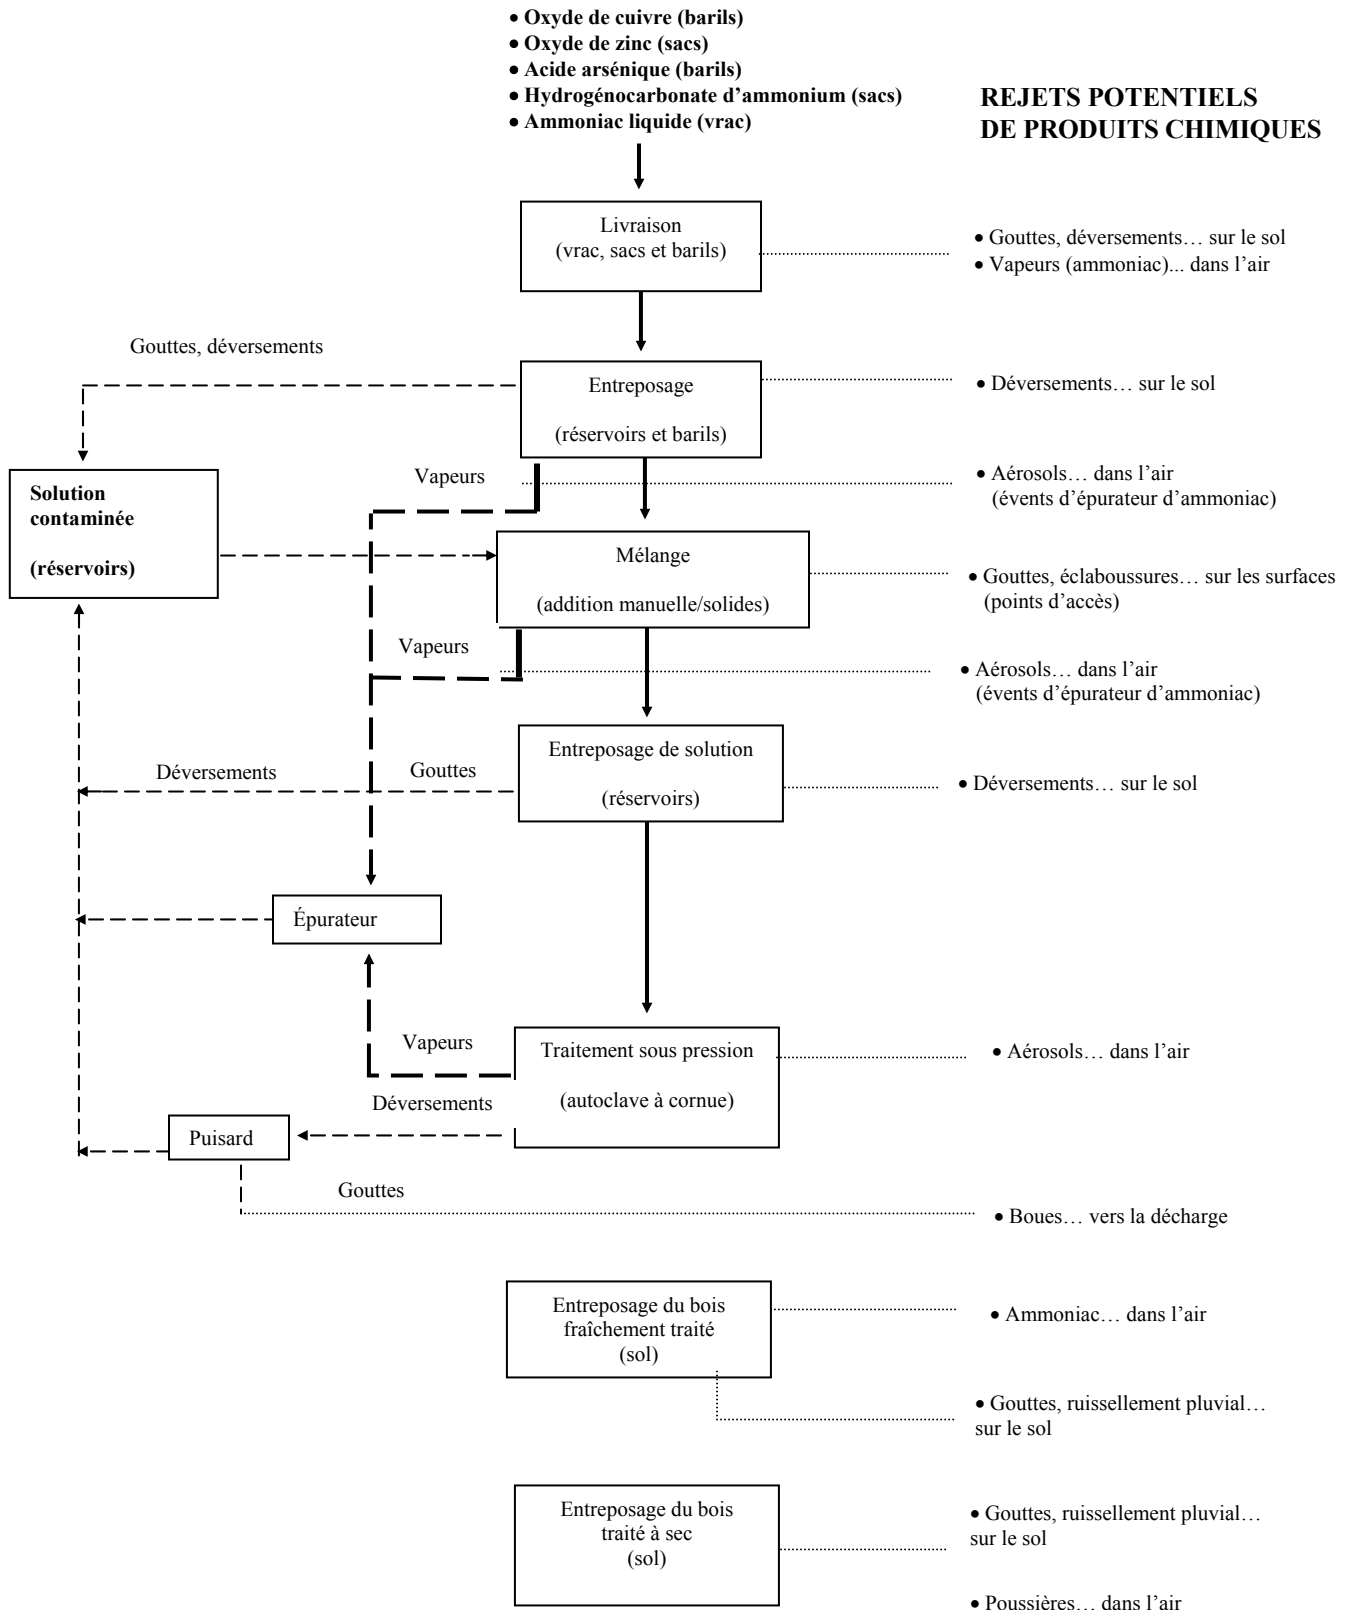 • Oxyde de cuivre (barils)
• Oxyde de zinc (sacs)
• Acide arsénique (barils)
• Hydrogénocarbonate d’ammonium (sacs)
• Ammoniac liquide (vrac)
REJETS POTENTIELS
DE PRODUITS CHIMIQUES
Livraison
(vrac, sacs et barils)
• Gouttes, déversements… sur le sol
• Vapeurs (ammoniac)... dans l’air
Gouttes, déversements
Entreposage
(réservoirs et barils)
• Déversements… sur le sol
Vapeurs
• Aérosols… dans l’air
(évents d’épurateur d’ammoniac)
Solution
contaminée
(réservoirs)
Mélange
(addition manuelle/solides)
• Gouttes, éclaboussures… sur les surfaces
(points d’accès)
Vapeurs
• Aérosols… dans l’air
(évents d’épurateur d’ammoniac)
Entreposage de solution
(réservoirs)
Déversements
Gouttes
• Déversements… sur le sol
Épurateur
Vapeurs
Traitement sous pression
(autoclave à cornue)
• Aérosols… dans l’air
Déversements
Puisard
Gouttes
• Boues… vers la décharge
Entreposage du bois
fraîchement traité
(sol)
• Ammoniac… dans l’air
• Gouttes, ruissellement pluvial…
sur le sol
Entreposage du bois
traité à sec
(sol)
• Gouttes, ruissellement pluvial…
sur le sol
• Poussières… dans l’air